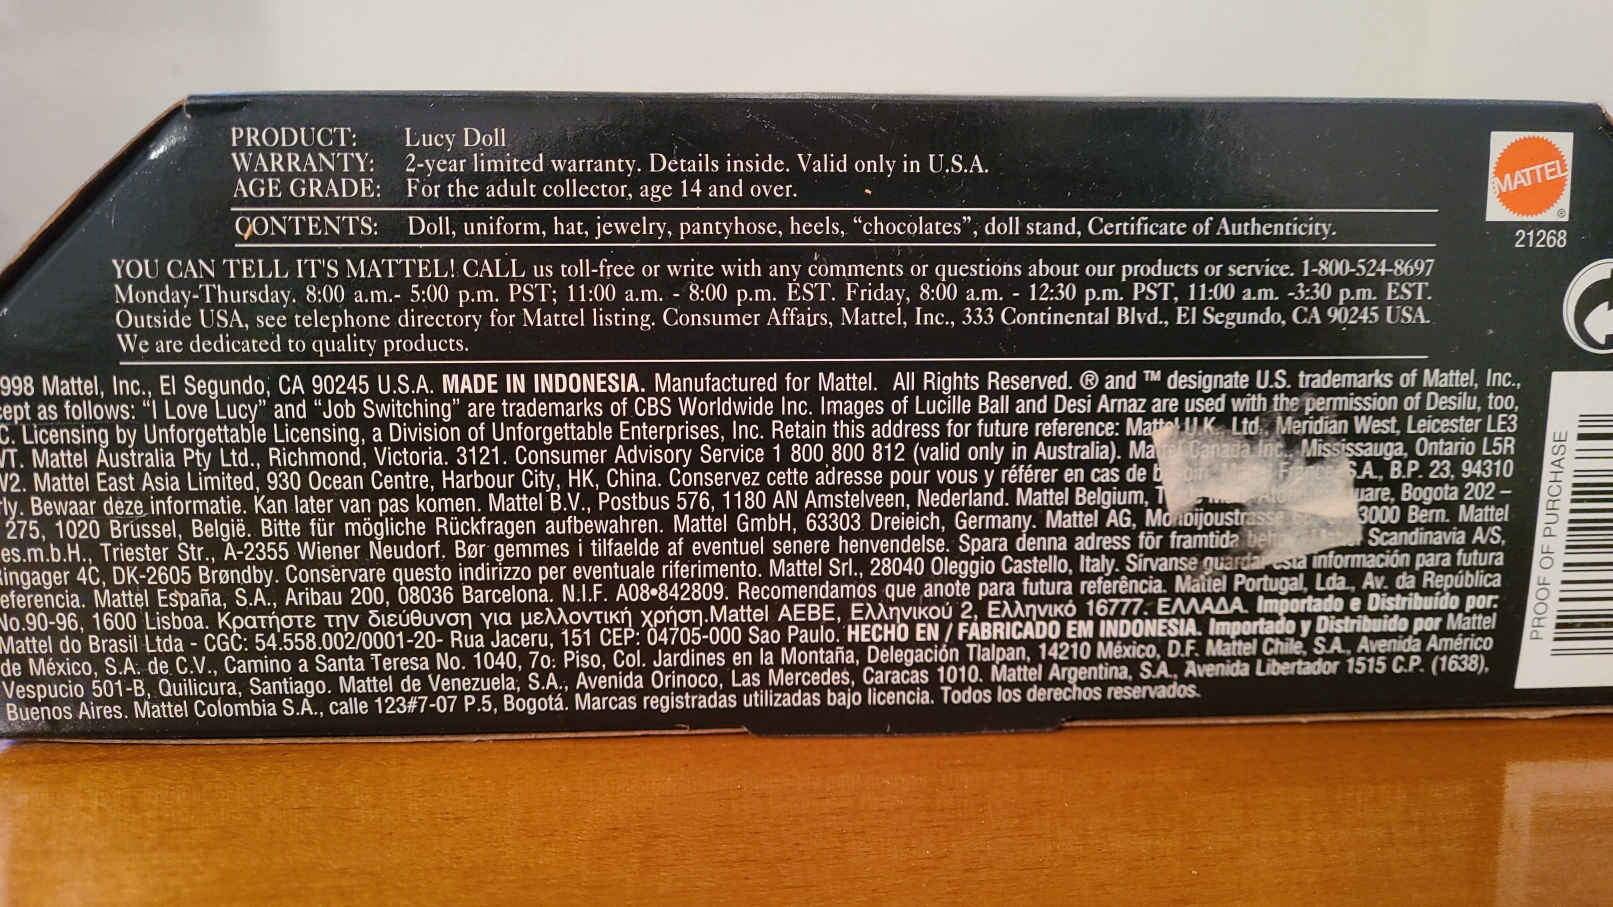 PRODUCT: Lucy Doll
WARRANTY: 2-year limited warranty. Details inside. Valid only in U.S.A.
AGE GRADE: For the adult collector, age 14 and over.
CONTENTS: Doll, uniform, hat, jewelry, pantyhose, heels, “chocolates”, doll stand, Certificate of Authenticity.
MATTEL®
21268
YOU CAN TELL IT'S MATTEL! CALL us toll-free or write with any comments or questions about our products or service. 1-800-524-8697
Monday-Thursday. 8:00 a.m.- 5:00 p.m. PST; 11:00 a.m. - 8:00 p.m. EST. Friday, 8:00 a.m. - 12:30 p.m. PST, 11:00 a.m. -3:30 p.m. EST.
Outside USA, see telephone directory for Mattel listing. Consumer Affairs, Mattel, Inc., 333 Continental Blvd., El Segundo, CA 90245 USA.
We are dedicated to quality products.
998 Mattel, Inc., El Segundo, CA 90245 U.S.A. MADE IN INDONESIA. Manufactured for Mattel. All Rights Reserved. ® and ™ designate U.S. trademarks of Mattel, Inc.,
cept as follows: “I Love Lucy” and “Job Switching” are trademarks of CBS Worldwide Inc. Images of Lucille Ball and Desi Arnaz are used with the permission of Desilu, too,
C. Licensing by Unforgettable Licensing, a Division of Unforgettable Enterprises, Inc. Retain this address for future reference: Mattel U.K. Ltd., Meridian West, Leicester LE3
VT. Mattel Australia Pty Ltd., Richmond, Victoria. 3121. Consumer Advisory Service 1 800 800 812 (valid only in Australia). Mattel Canada Inc., Mississauga, Ontario L5R
V2. Mattel East Asia Limited, 930 Ocean Centre, Harbour City, HK, China. Conservez cette adresse pour vous y référer en cas de France S.A., B.P. 23, 94310
ly. Bewaar deze informatie. Kan later van pas komen. Mattel B.V., Postbus 576, 1180 AN Amstelveen, Nederland. Mattel Belgium, uare, Bogota 202 –
275, 1020 Brussel, België. Bitte für mögliche Rückfragen aufbewahren. Mattel GmbH, 63303 Dreieich, Germany. Mattel AG, Monbijoustrasse 3000 Bern. Mattel
es.m.b.H., Triester Str., A-2355 Wiener Neudorf. Bør gemmes i tilfaelde af eventuel senere henvendelse. Spara denna adress för framtida Scandinavia A/S,
ingager 4C, DK-2605 Brøndby. Conservare questo indirizzo per eventuale riferimento. Mattel Srl., 28040 Oleggio Castello, Italy. Sirvanse guardar esta información para futura
eferencia. Mattel España, S.A., Aribau 200, 08036 Barcelona. N.I.F. A08•842809. Recomendamos que anote para futura referência. Mattel Portugal, Lda., Av. da República
No.90-96, 1600 Lisboa. Κρατήστε την διεύθυνση για μελλοντική χρήση.Mattel AEBE, Ελληνικού 2, Ελληνικό 16777. ΕΛΛΑΔΑ. Importado e Distribuído por:
Mattel do Brasil Ltda - CGC: 54.558.002/0001-20- Rua Jaceru, 151 CEP: 04705-000 Sao Paulo. HECHO EN / FABRICADO EM INDONESIA. Importado y Distribuido por Mattel
de México, S.A. de C.V., Camino a Santa Teresa No. 1040, 7o. Piso, Col. Jardines en la Montaña, Delegación Tlalpan, 14210 México, D.F. Mattel Chile, S.A., Avenida Américo
Vespucio 501-B, Quilicura, Santiago. Mattel de Venezuela, S.A., Avenida Orinoco, Las Mercedes, Caracas 1010. Mattel Argentina, S.A., Avenida Libertador 1515 C.P. (1638),
Buenos Aires. Mattel Colombia S.A., calle 123#7-07 P.5, Bogotá. Marcas registradas utilizadas bajo licencia. Todos los derechos reservados.
PROOF OF PURCHASE